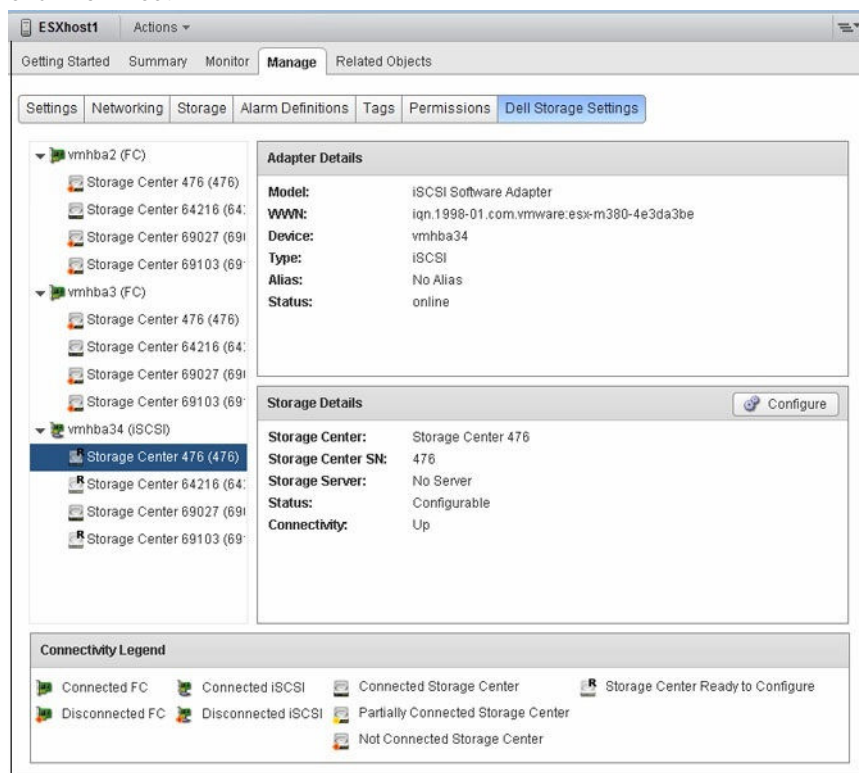 ESXhost1 Actions
Getting Started Summary Monitor Manage Related Objects
Settings Networking Storage Alarm Definitions Tags Permissions Dell Storage Settings
vmhba2 (FC)
Storage Center 476 (476)
Storage Center 64216 (64
Storage Center 69027 (69
Storage Center 69103 (69
vmhba3 (FC)
Storage Center 476 (476)
Storage Center 64216 (64
Storage Center 69027 (69
Storage Center 69103 (69
vmhba34 (iSCSI)
R Storage Center 476 (476)
R Storage Center 64216 (64
Storage Center 69027 (69
R Storage Center 69103 (69
Adapter Details
Model: iSCSI Software Adapter
WWN: iqn.1998-01.com.vmware:esx-m380-4e3da3be
Device: vmhba34
Type: iSCSI
Alias: No Alias
Status: online
Storage Details Configure
Storage Center: Storage Center 476
Storage Center SN: 476
Storage Server: No Server
Status: Configurable
Connectivity: Up
Connectivity Legend
Connected FC Connected iSCSI Connected Storage Center R Storage Center Ready to Configure
Disconnected FC Disconnected iSCSI Partially Connected Storage Center
Not Connected Storage Center